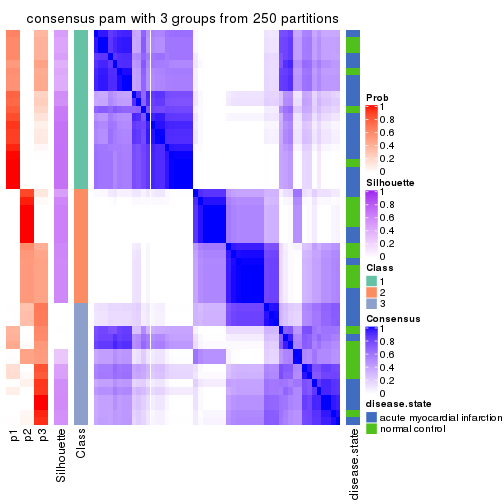 consensus pam with 3 groups from 250 partitions
Prob
1
0.8
0.6
0.4
0.2
0
Silhouette
1
0.8
0.6
0.4
0.2
0
Class
1
2
3
Consensus
1
0.8
0.6
0.4
0.2
0
disease.state
acute myocardial infarction
normal control
p1
p2
p3
Silhouette
Class
disease.state